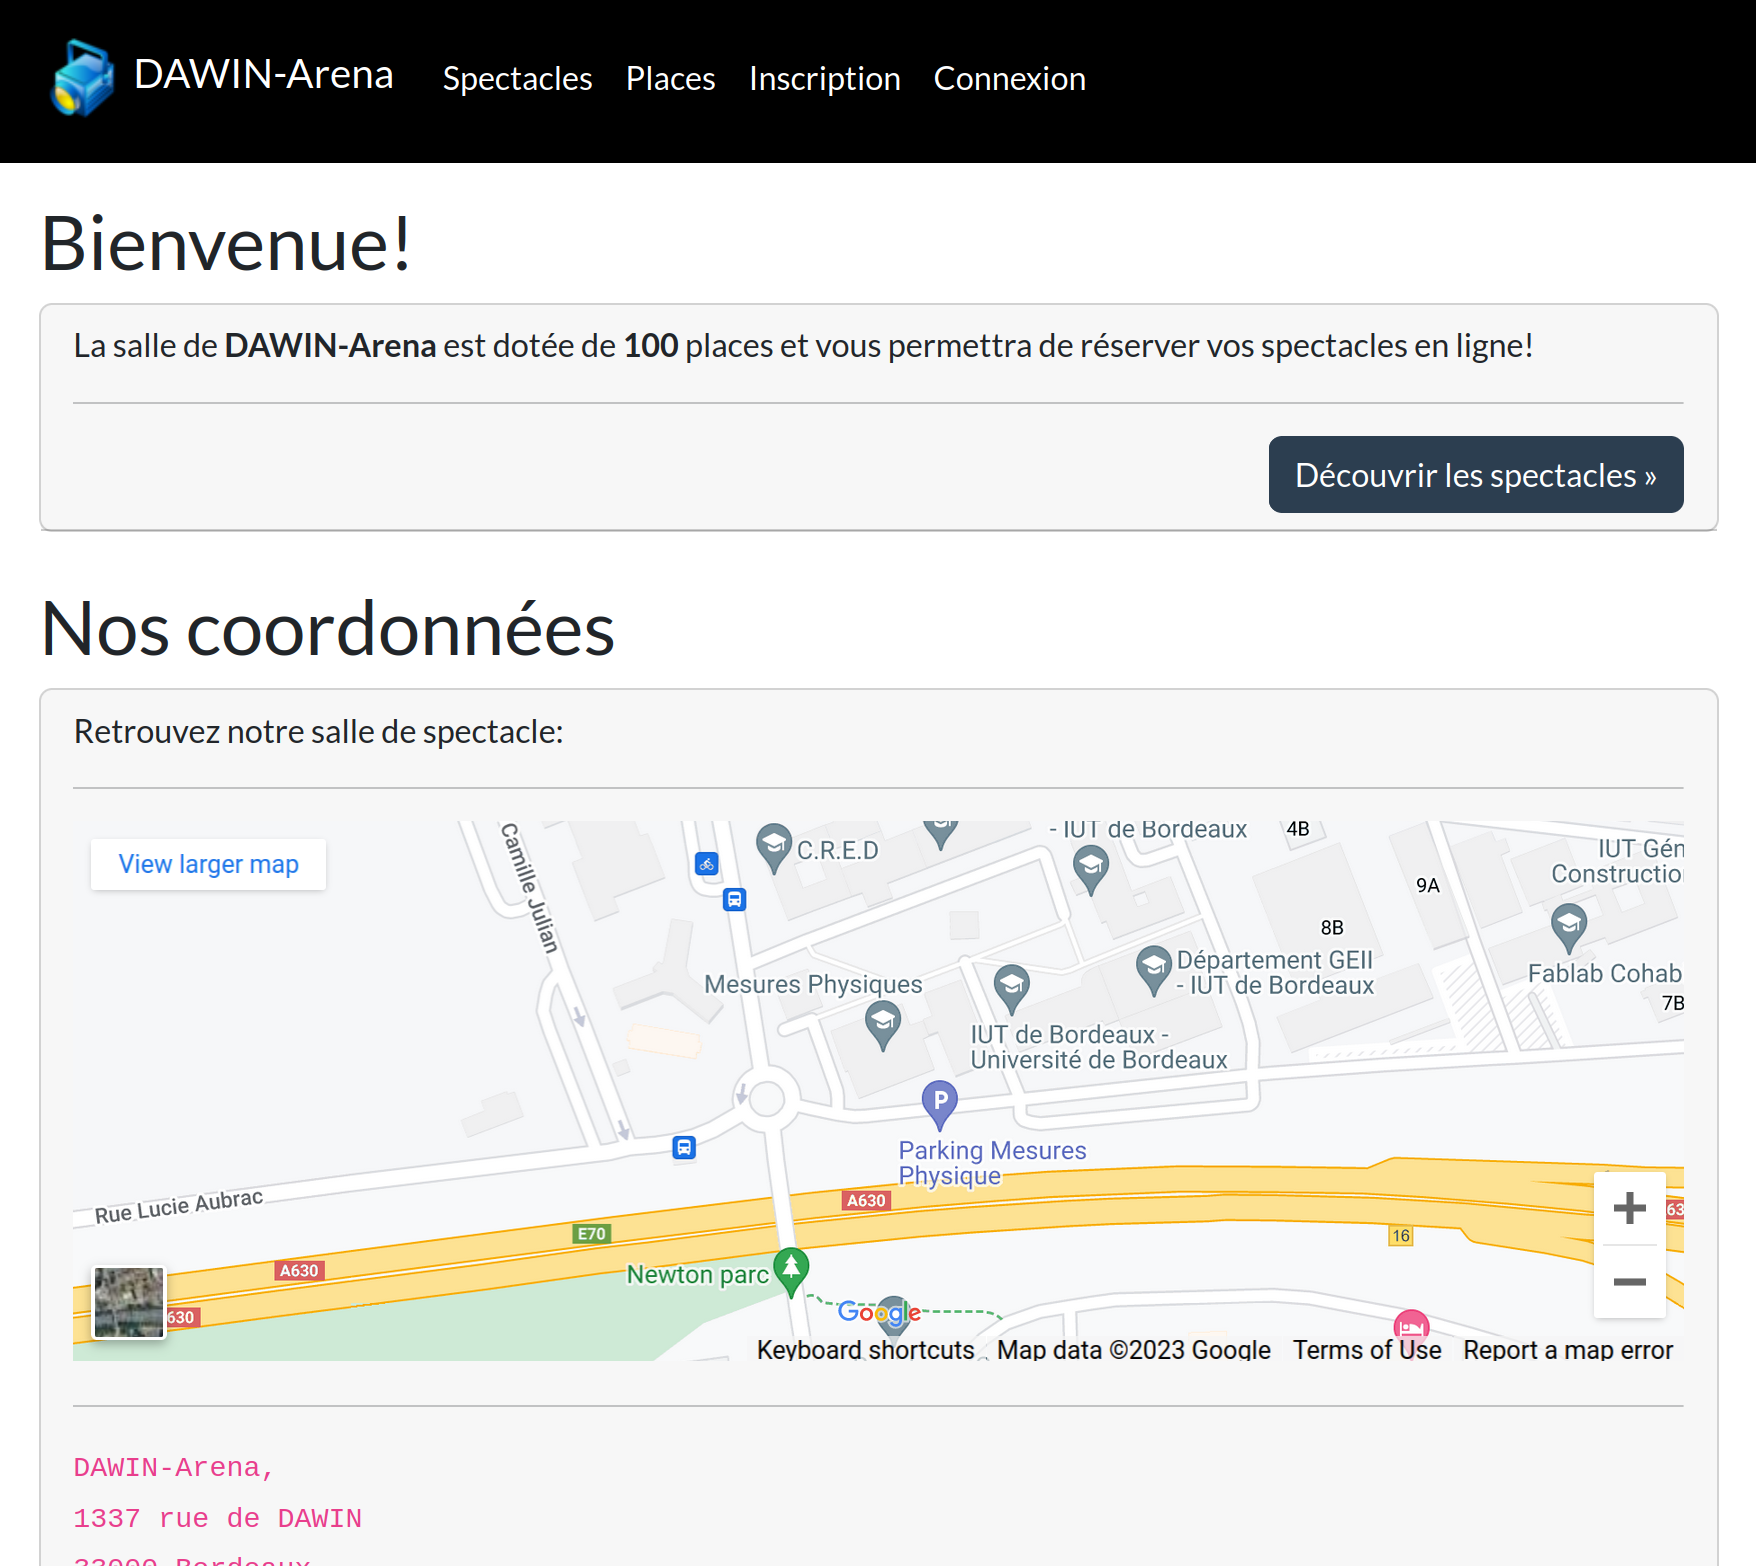 DAWIN-Arena Spectacles Places Inscription Connexion
Bienvenue!
La salle de DAWIN-Arena est dotée de 100 places et vous permettra de réserver vos spectacles en ligne!
Découvrir les spectacles »
Nos coordonnées
Retrouvez notre salle de spectacle:
View larger map
Camille Julian
C.R.E.D
- IUT de Bordeaux
4B
IUT Gén
Constructio
9A
8B
Département GEII
- IUT de Bordeaux
Fablab Cohab
7B
Mesures Physiques
IUT de Bordeaux -
Université de Bordeaux
P
Parking Mesures
Physique
Rue Lucie Aubrac
A630
E70
16
63
A630
630
Newton parc
Google
Keyboard shortcuts Map data ©2023 Google Terms of Use Report a map error
DAWIN-Arena,
1337 rue de DAWIN
33000 Bordeaux